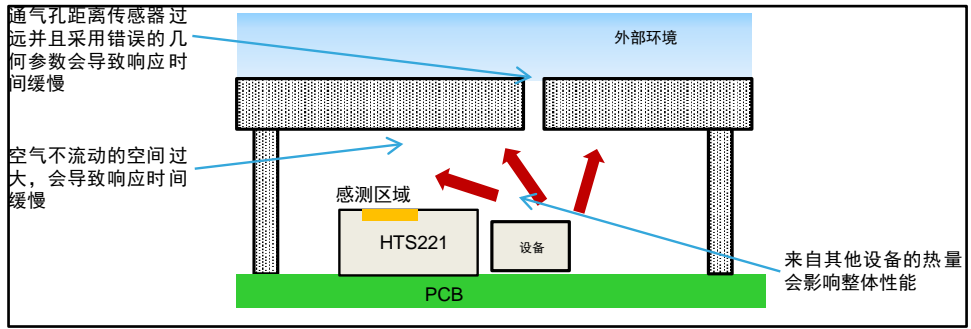 通气孔距离传感器过
远并且采用错误的几
何参数会导致响应时
间缓慢
外部环境
空气不流动的空间过
大，会导致响应时间
缓慢
感测区域
HTS221
设备
来自其他设备的热量
会影响整体性能
PCB